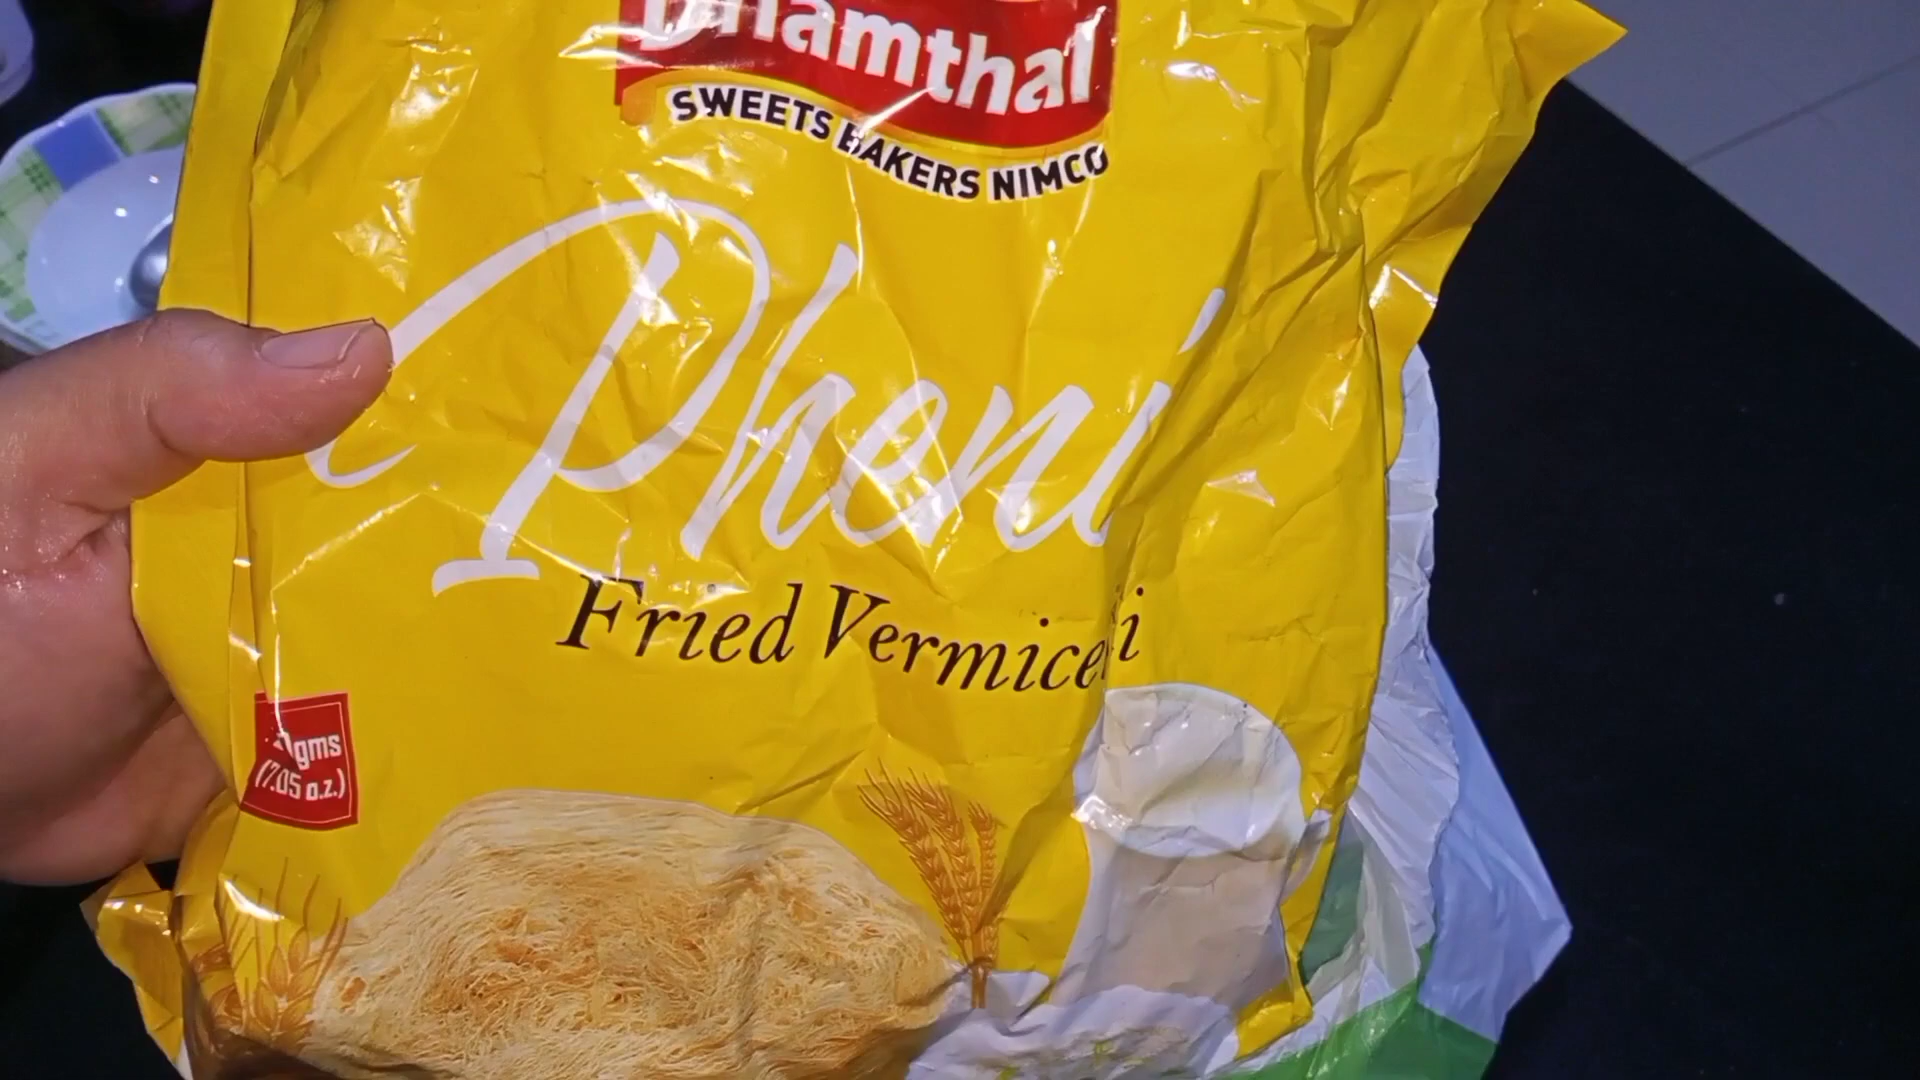 Dhamthal
SWEETS BAKERS NIMCO
Pheni
Fried Vermicelli
gms
(7.05 o.z.)